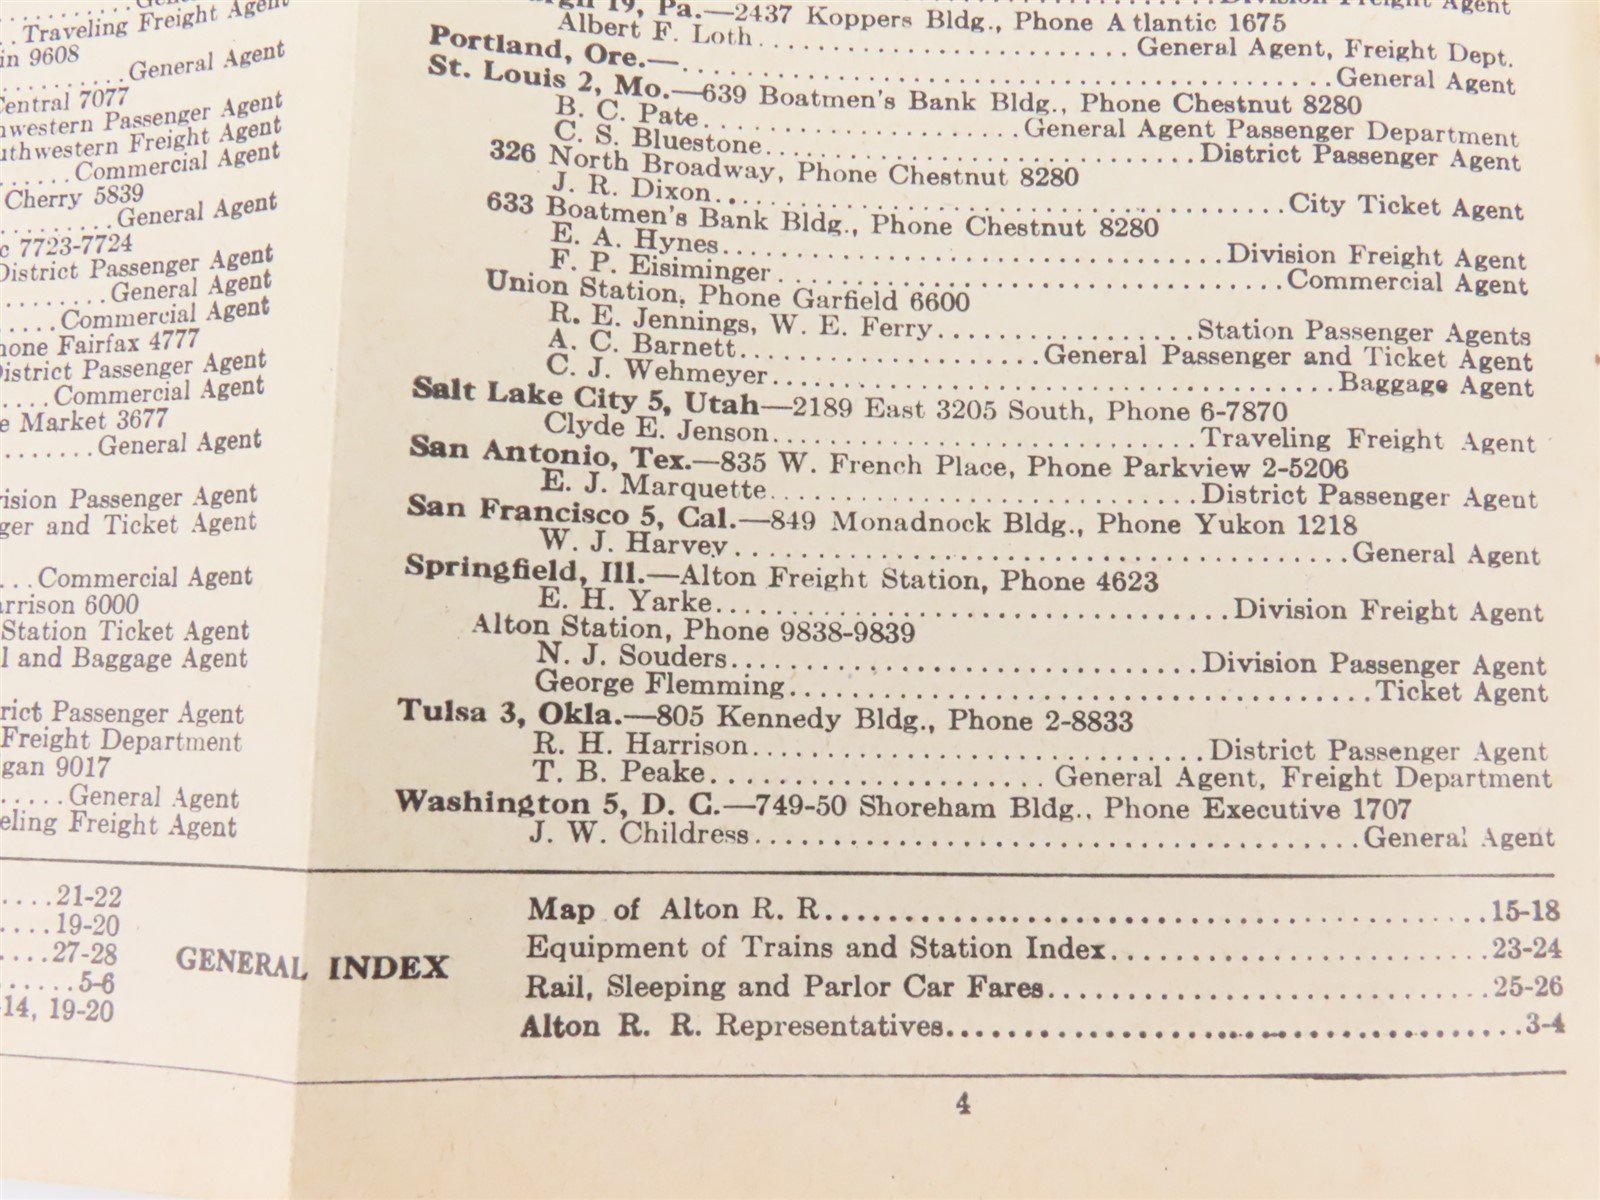 Traveling Freight Agent
in 9608
General Agent
Central 7077
western Passenger Agent
uthwestern Freight Agent
Commercial Agent
Cherry 5839
General Agent
c 7723-7724
District Passenger Agent
General Agent
Commercial Agent
hone Fairfax 4777
District Passenger Agent
Commercial Agent
e Market 3677
General Agent
ision Passenger Agent
ger and Ticket Agent
Commercial Agent
arrison 6000
Station Ticket Agent
l and Baggage Agent
rict Passenger Agent
Freight Department
gan 9017
General Agent
eling Freight Agent
19, Pa.—2437 Koppers Bldg., Phone Atlantic 1675
Albert F. Loth General Agent, Freight Dept.
Portland, Ore.— General Agent
St. Louis 2, Mo.—639 Boatmen's Bank Bldg., Phone Chestnut 8280
B. C. Pate General Agent Passenger Department
C. S. Bluestone District Passenger Agent
326 North Broadway, Phone Chestnut 8280
J. R. Dixon City Ticket Agent
633 Boatmen's Bank Bldg., Phone Chestnut 8280
E. A. Hynes Division Freight Agent
F. P. Eisiminger Commercial Agent
Union Station, Phone Garfield 6600
R. E. Jennings, W. E. Ferry Station Passenger Agents
A. C. Barnett General Passenger and Ticket Agent
C. J. Wehmeyer Baggage Agent
Salt Lake City 5, Utah—2189 East 3205 South, Phone 6-7870
Clyde E. Jenson Traveling Freight Agent
San Antonio, Tex.—835 W. French Place, Phone Parkview 2-5206
E. J. Marquette District Passenger Agent
San Francisco 5, Cal.—849 Monadnock Bldg., Phone Yukon 1218
W. J. Harvey General Agent
Springfield, Ill.—Alton Freight Station, Phone 4623
E. H. Yarke Division Freight Agent
Alton Station, Phone 9838-9839
N. J. Souders Division Passenger Agent
George Flemming Ticket Agent
Tulsa 3, Okla.—805 Kennedy Bldg., Phone 2-8833
R. H. Harrison District Passenger Agent
T. B. Peake General Agent, Freight Department
Washington 5, D. C.—749-50 Shoreham Bldg., Phone Executive 1707
J. W. Childress General Agent
21-22
19-20
27-28
5-6
-14, 19-20
GENERAL INDEX
Map of Alton R. R. 15-18
Equipment of Trains and Station Index 23-24
Rail, Sleeping and Parlor Car Fares 25-26
Alton R. R. Representatives 3-4
4